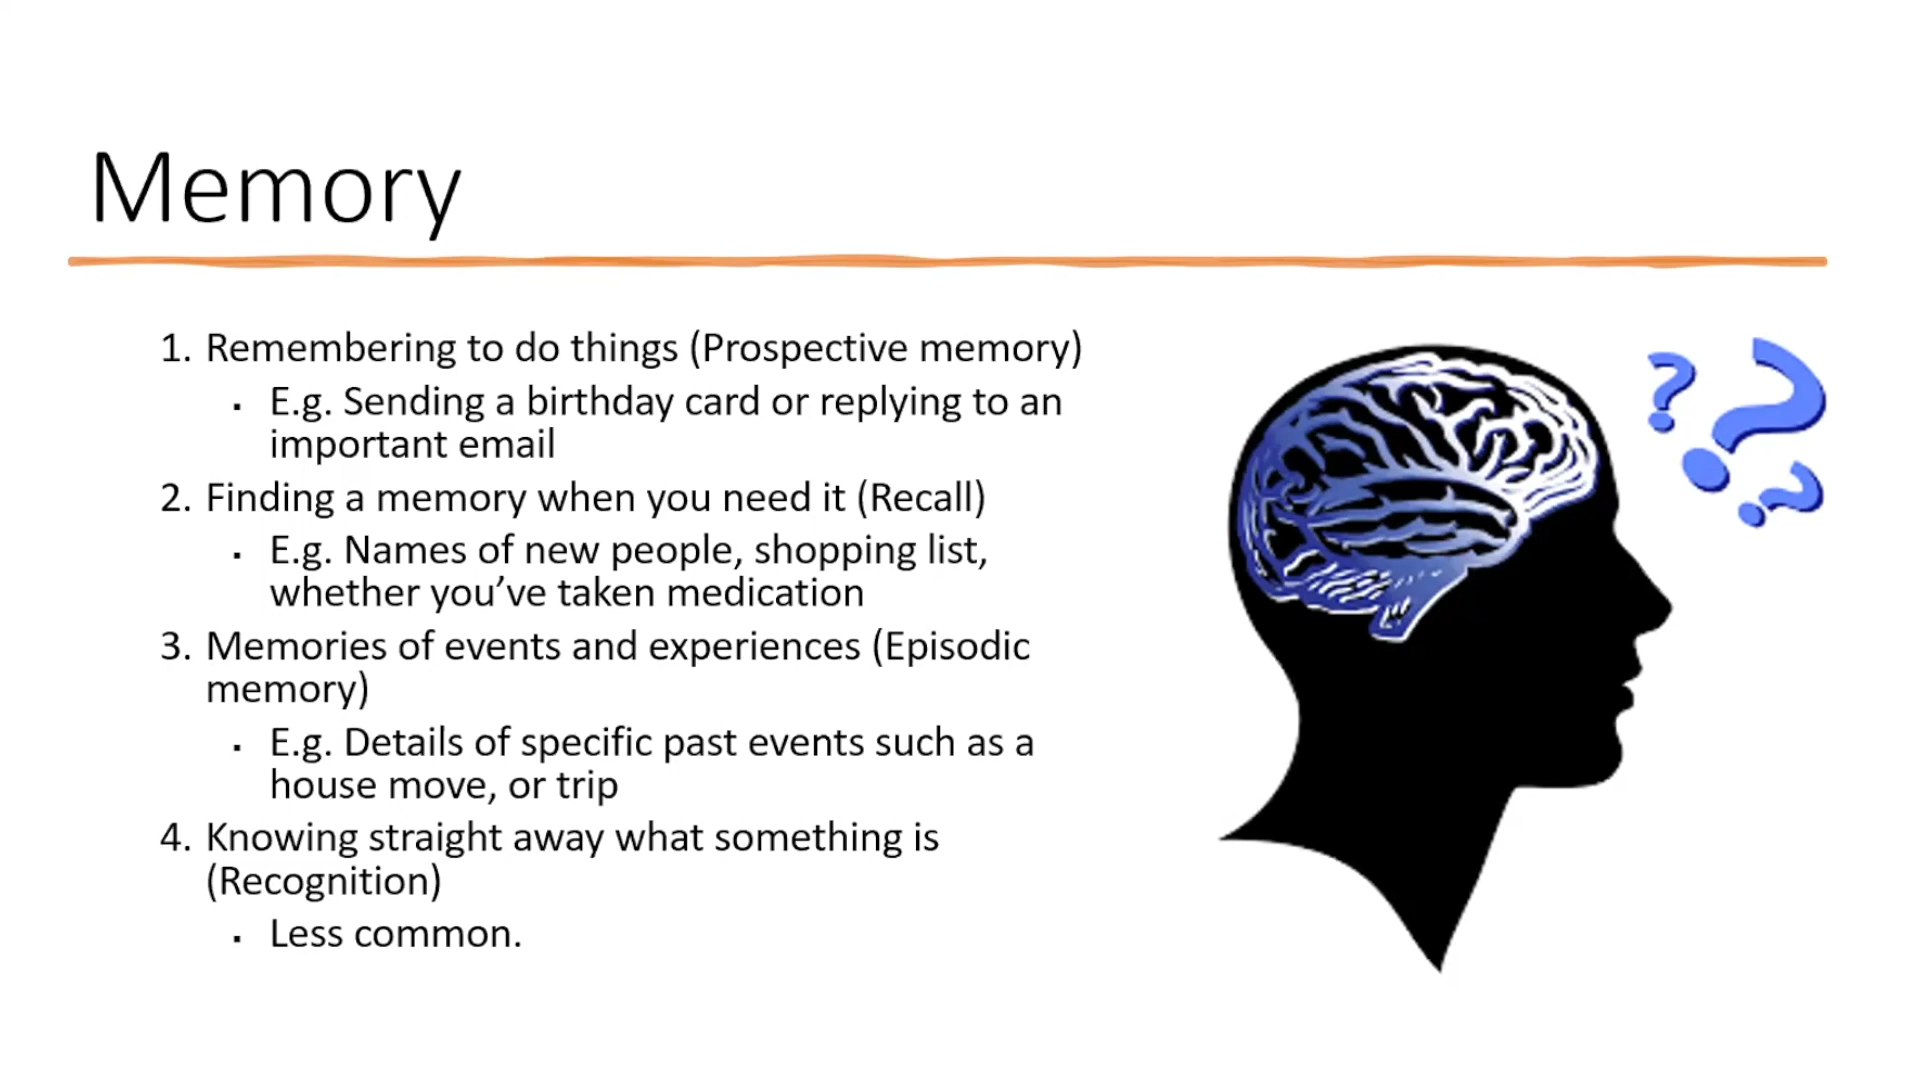 Memory
1. Remembering to do things (Prospective memory)
▪ E.g. Sending a birthday card or replying to an
important email
2. Finding a memory when you need it (Recall)
▪ E.g. Names of new people, shopping list,
whether you’ve taken medication
3. Memories of events and experiences (Episodic
memory)
▪ E.g. Details of specific past events such as a
house move, or trip
4. Knowing straight away what something is
(Recognition)
▪ Less common.
? ? ?